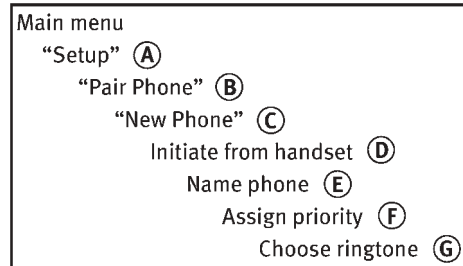 Main menu
“Setup” A
“Pair Phone” B
“New Phone” C
Initiate from handset D
Name phone E
Assign priority F
Choose ringtone G